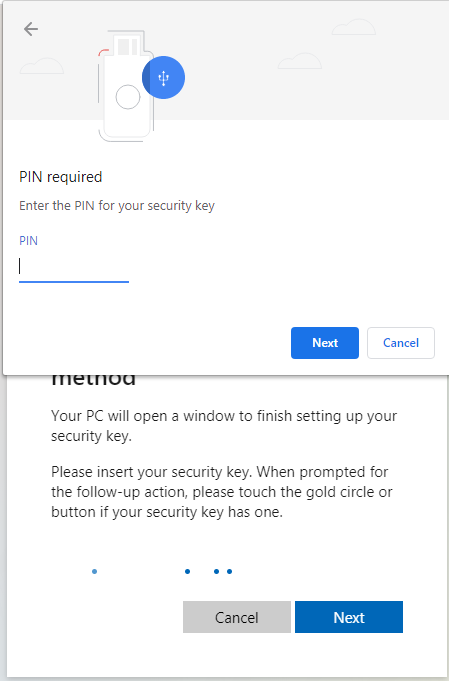 PIN required
Enter the PIN for your security key
PIN
Next
Cancel
method
Your PC will open a window to finish setting up your
security key.
Please insert your security key. When prompted for
the follow-up action, please touch the gold circle or
button if your security key has one.
Cancel
Next